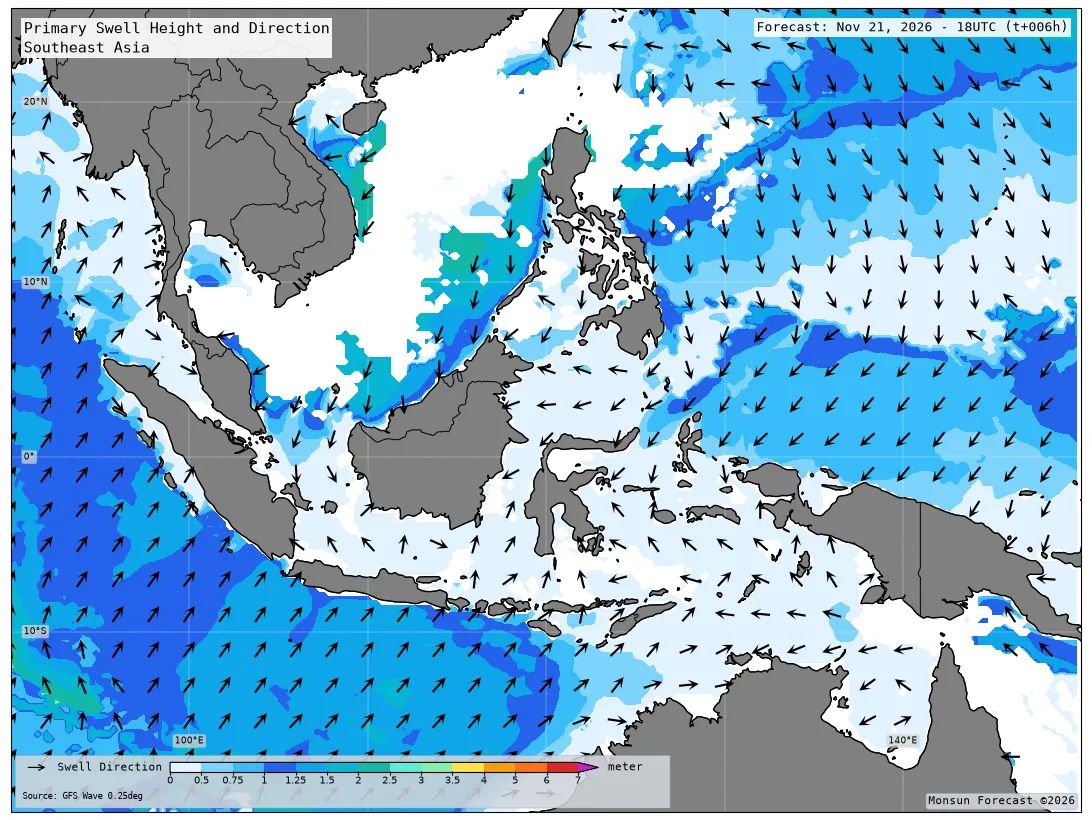 Primary Swell Height and Direction
Southeast Asia
Forecast: Nov 21, 2026 - 18UTC (t+006h)
20°N
10°N
0°
10°S
100°E
140°E
Swell Direction
meter
0 0.5 0.75 1 1.25 1.5 2 2.5 3 3.5 4 5 6 7
Source: GFS Wave 0.25deg
Monsun Forecast ©2026